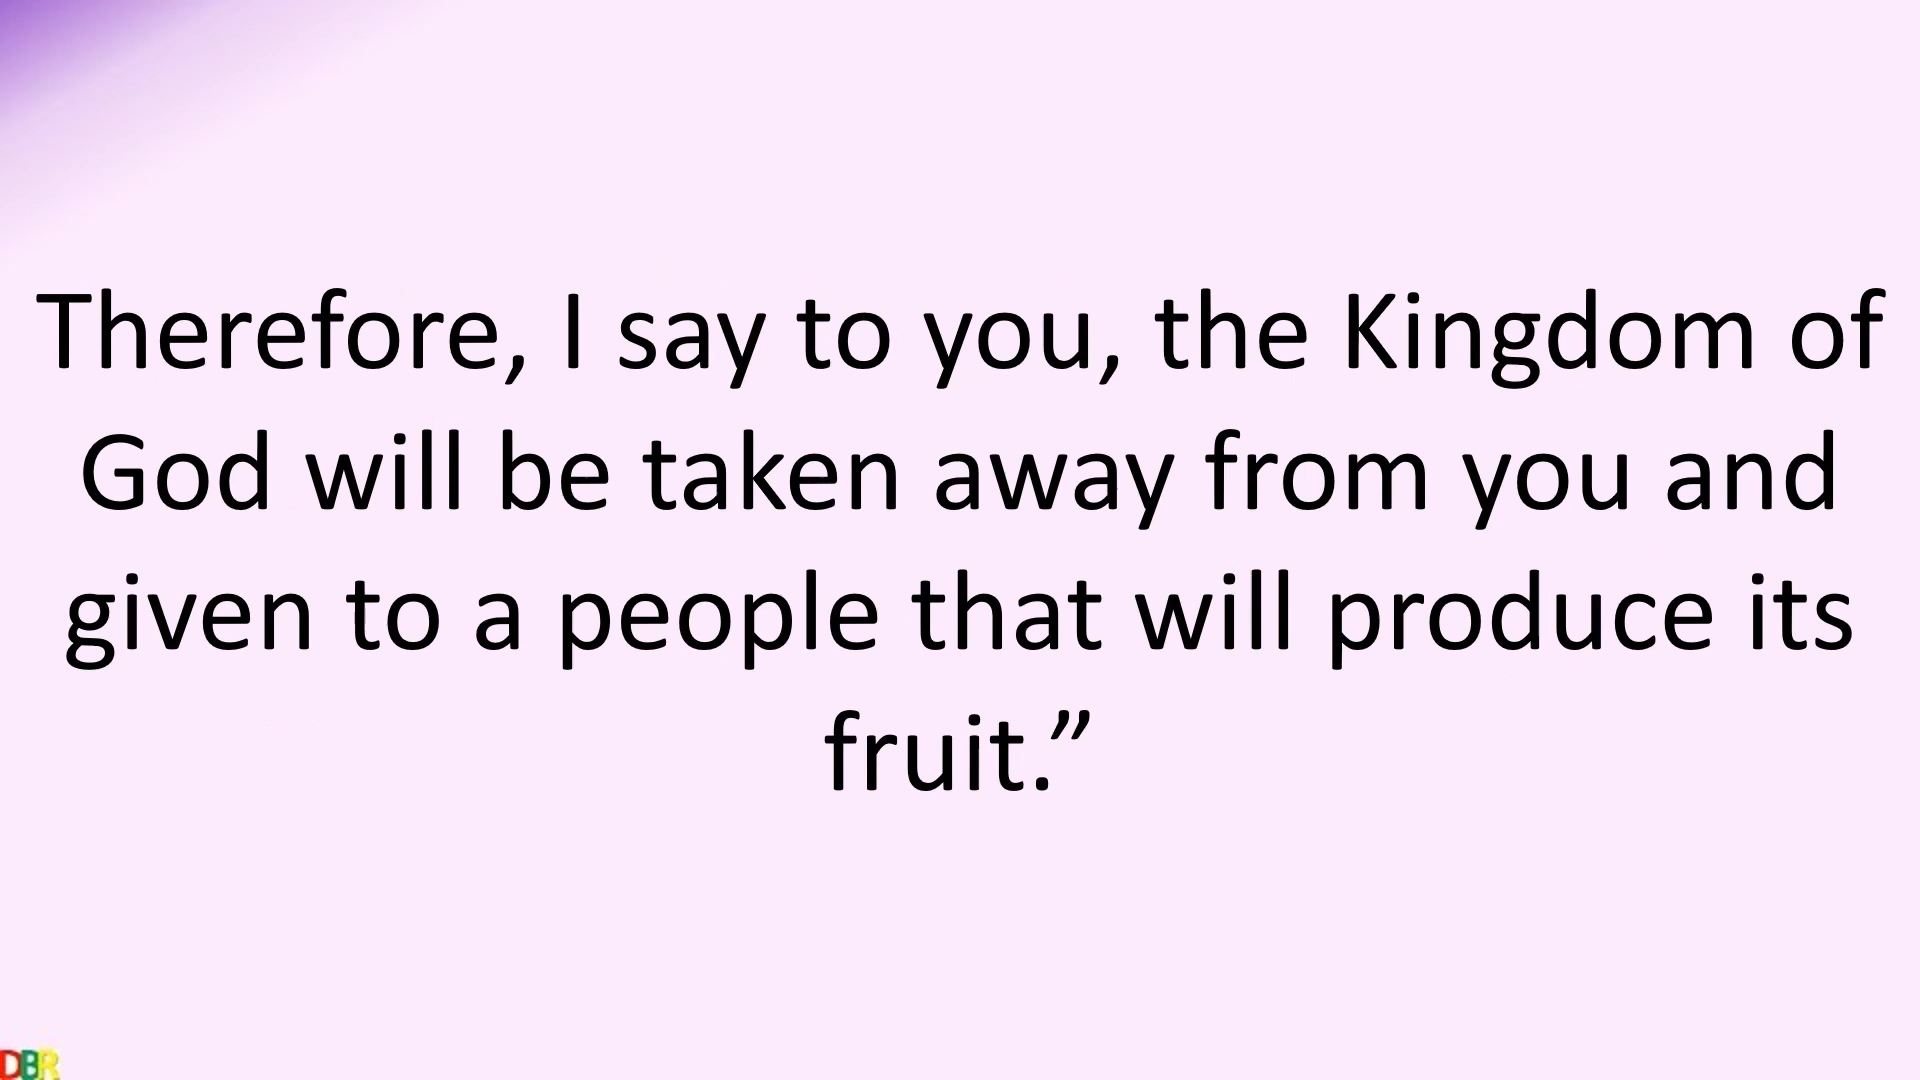 Therefore, I say to you, the Kingdom of
God will be taken away from you and
given to a people that will produce its
fruit.”
DBR